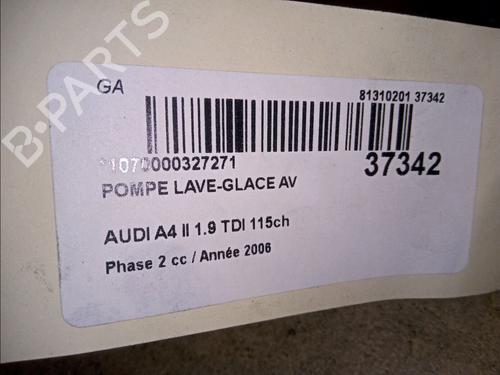 GA
81310201 37342
*1070000327271
37342
POMPE LAVE-GLACE AV
AUDI A4 II 1.9 TDI 115ch
Phase 2 cc / Année 2006
B-PARTS